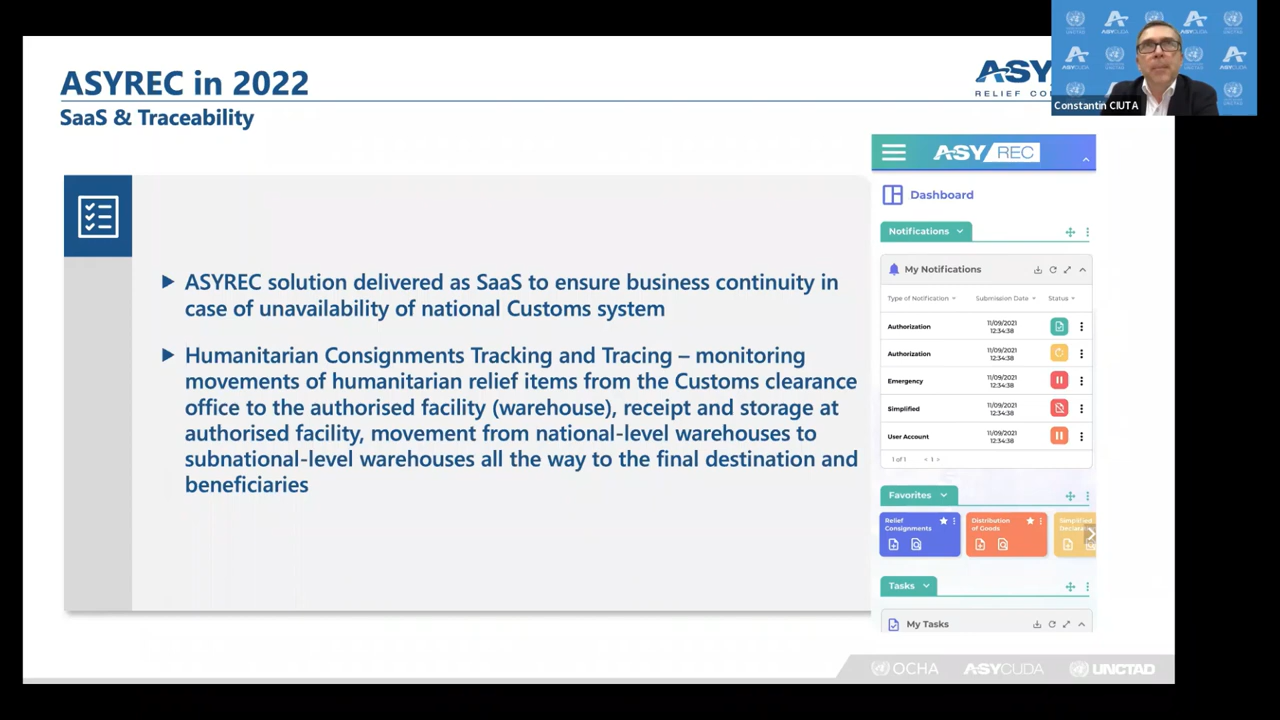 ASYREC in 2022
SaaS & Traceability
ASY
RELIEF CO
Constantin CIUTA
ASYREC solution delivered as SaaS to ensure business continuity in
case of unavailability of national Customs system
Humanitarian Consignments Tracking and Tracing – monitoring
movements of humanitarian relief items from the Customs clearance
office to the authorised facility (warehouse), receipt and storage at
authorised facility, movement from national-level warehouses to
subnational-level warehouses all the way to the final destination and
beneficiaries
ASY/REC
Dashboard
Notifications
My Notifications
Type of Notification Submission Date Status
Authorization 11/09/2021 12:34:38
Authorization 11/09/2021 12:34:38
Emergency 11/09/2021 12:34:38
Simplified 11/09/2021 12:34:38
User Account 11/09/2021 12:34:38
1 of 1 < 1 >
Favorites
Relief Consignments
Distribution of Goods
Simplified
Tasks
My Tasks
OCHA ASYCUDA UNCTAD